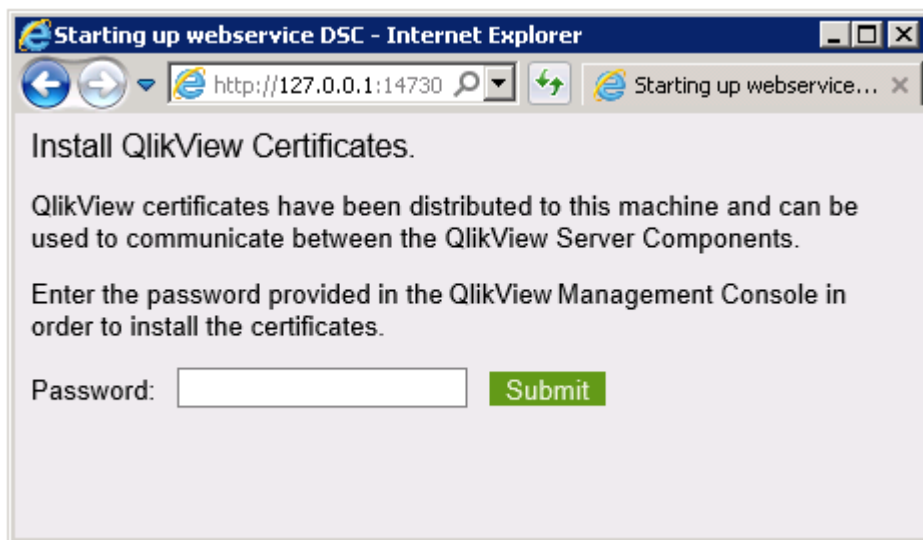 Starting up webservice DSC - Internet Explorer
http://127.0.0.1:14730
Starting up webservice...
Install QlikView Certificates.
QlikView certificates have been distributed to this machine and can be
used to communicate between the QlikView Server Components.
Enter the password provided in the QlikView Management Console in
order to install the certificates.
Password:
Submit